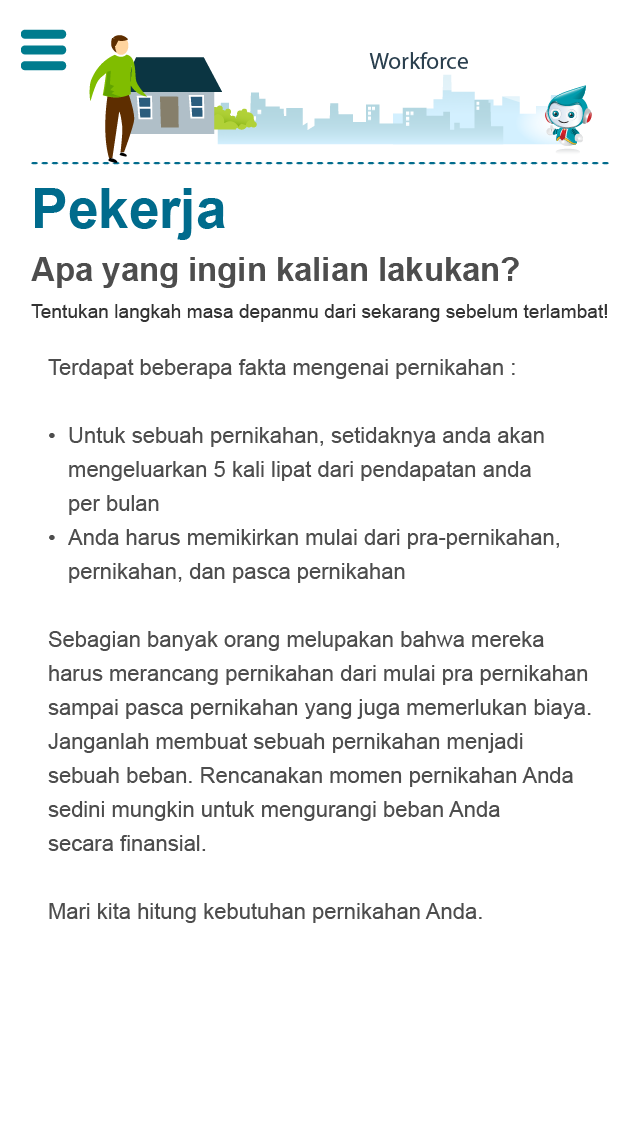 Workforce
Pekerja
Apa yang ingin kalian lakukan?
Tentukan langkah masa depanmu dari sekarang sebelum terlambat!
Terdapat beberapa fakta mengenai pernikahan :
• Untuk sebuah pernikahan, setidaknya anda akan
mengeluarkan 5 kali lipat dari pendapatan anda
per bulan
• Anda harus memikirkan mulai dari pra-pernikahan,
pernikahan, dan pasca pernikahan
Sebagian banyak orang melupakan bahwa mereka
harus merancang pernikahan dari mulai pra pernikahan
sampai pasca pernikahan yang juga memerlukan biaya.
Janganlah membuat sebuah pernikahan menjadi
sebuah beban. Rencanakan momen pernikahan Anda
sedini mungkin untuk mengurangi beban Anda
secara finansial.
Mari kita hitung kebutuhan pernikahan Anda.